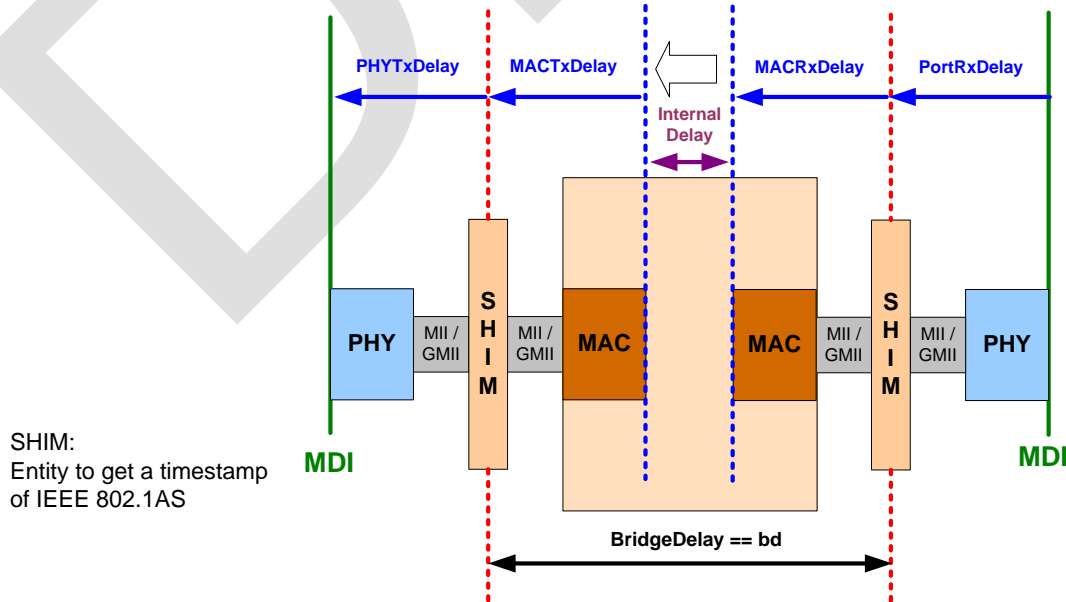 PHYTxDelay MACTxDelay MACRxDelay PortRxDelay
Internal
Delay
PHY
MII /
GMII
S
H
I
M
MII /
GMII
MAC
MAC
MII /
GMII
S
H
I
M
MII /
GMII
PHY
MDI
MDI
SHIM:
Entity to get a timestamp
of IEEE 802.1AS
BridgeDelay == bd